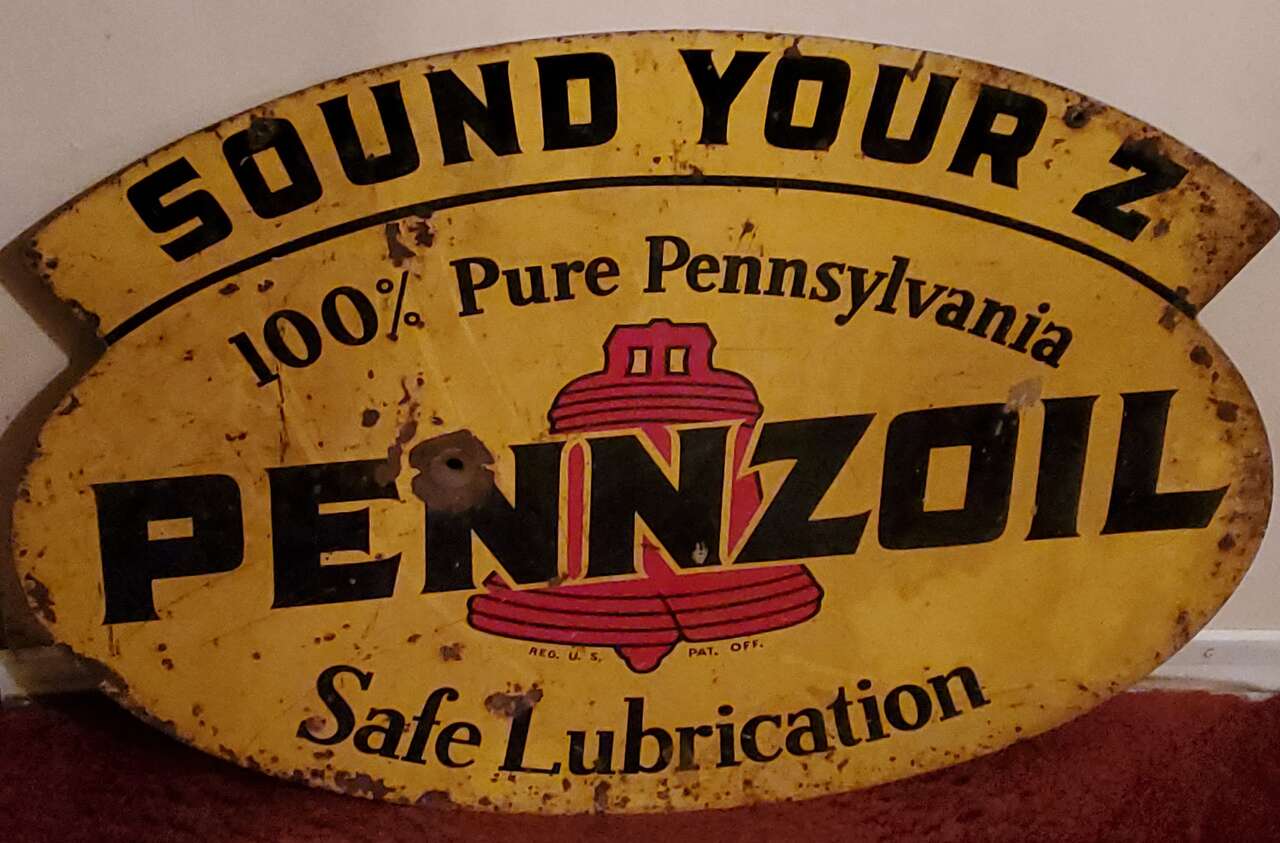 SOUND YOUR Z
100% Pure Pennsylvania
PENNZOIL
REG. U. S. PAT. OFF.
Safe Lubrication